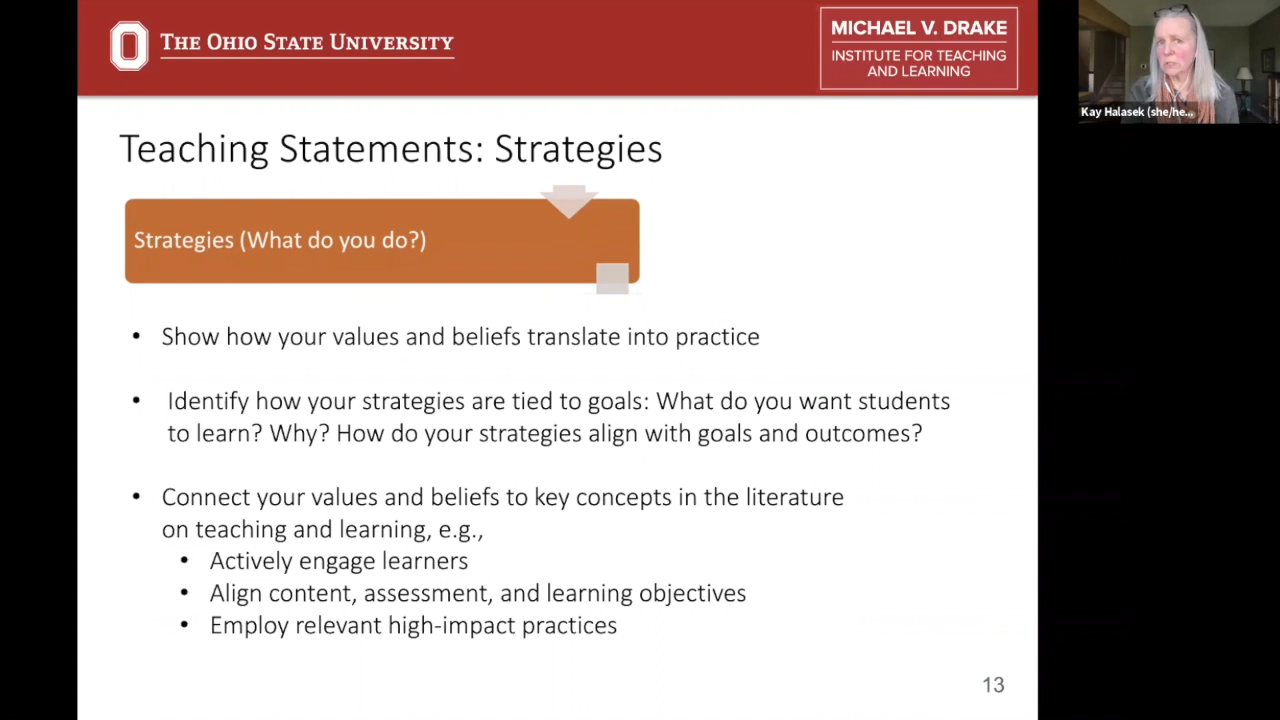 THE OHIO STATE UNIVERSITY
MICHAEL V. DRAKE
INSTITUTE FOR TEACHING
AND LEARNING
Kay Halasek (she/he...
Teaching Statements: Strategies
Strategies (What do you do?)
• Show how your values and beliefs translate into practice
• Identify how your strategies are tied to goals: What do you want students
to learn? Why? How do your strategies align with goals and outcomes?
• Connect your values and beliefs to key concepts in the literature
on teaching and learning, e.g.,
• Actively engage learners
• Align content, assessment, and learning objectives
• Employ relevant high-impact practices
13